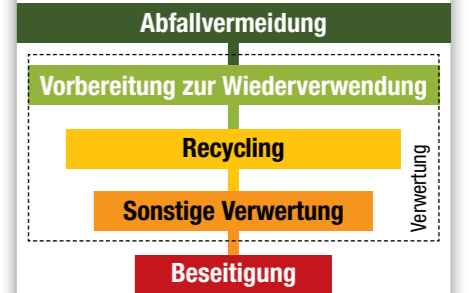 Abfallvermeidung
Vorbereitung zur Wiederverwendung
Recycling
Sonstige Verwertung
Verwertung
Beseitigung